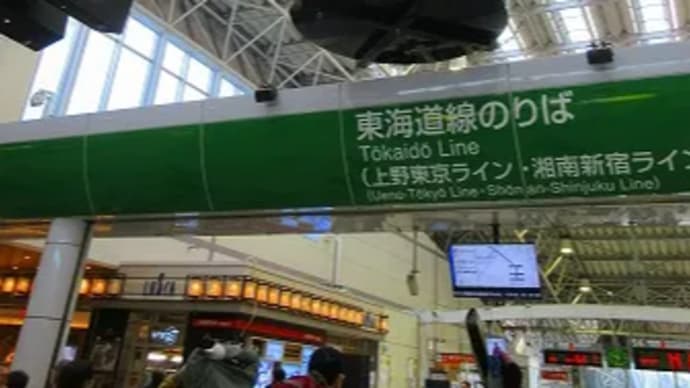 東海道線のりば
Tōkaidō Line
(上野東京ライン・湘南新宿ライン
(Ueno-Tōkyō Line・Shōnan-Shinjuku Line)